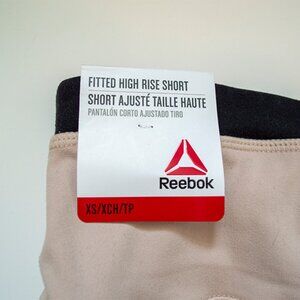 FITTED HIGH RISE SHORT
SHORT AJUSTÉ TAILLE HAUTE
PANTALÓN CORTO AJUSTADO TIRO
Reebok
XS/XCH/TP